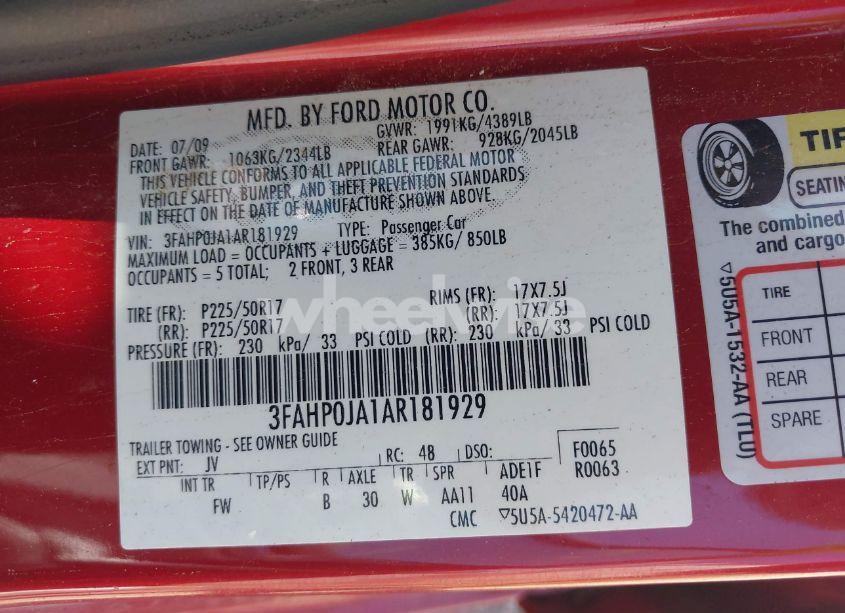 MFD. BY FORD MOTOR CO.
DATE: 07/09 GVWR: 1991KG/4389LB
FRONT GAWR: 1063KG/2344LB REAR GAWR: 928KG/2045LB
THIS VEHICLE CONFORMS TO ALL APPLICABLE FEDERAL MOTOR
VEHICLE SAFETY, BUMPER, AND THEFT PREVENTION STANDARDS
IN EFFECT ON THE DATE OF MANUFACTURE SHOWN ABOVE
VIN: 3FAHP0JA1AR181929 TYPE: Passenger Car
MAXIMUM LOAD = OCCUPANTS + LUGGAGE = 385KG/ 850LB
OCCUPANTS = 5 TOTAL; 2 FRONT, 3 REAR
TIRE (FR): P225/50R17 RIMS (FR): 17X7.5J
(RR): P225/50R17 (RR): 17X7.5J
PRESSURE (FR): 230 kPa/ 33 PSI COLD (RR): 230 kPa/ 33 PSI COLD
wheelwire
3FAHP0JA1AR181929
TRAILER TOWING - SEE OWNER GUIDE
EXT PNT: JV RC: 48 DSO: F0065
R0063
INT TR TP/PS R AXLE TR SPR ADE1F
FW B 30 W AA11 40A
CMC ▽5U5A-5420472-AA
TIR
SEATIN
The combined
and cargo
TIRE
FRONT
REAR
SPARE
▽5U5A-1532-AA (TLU)